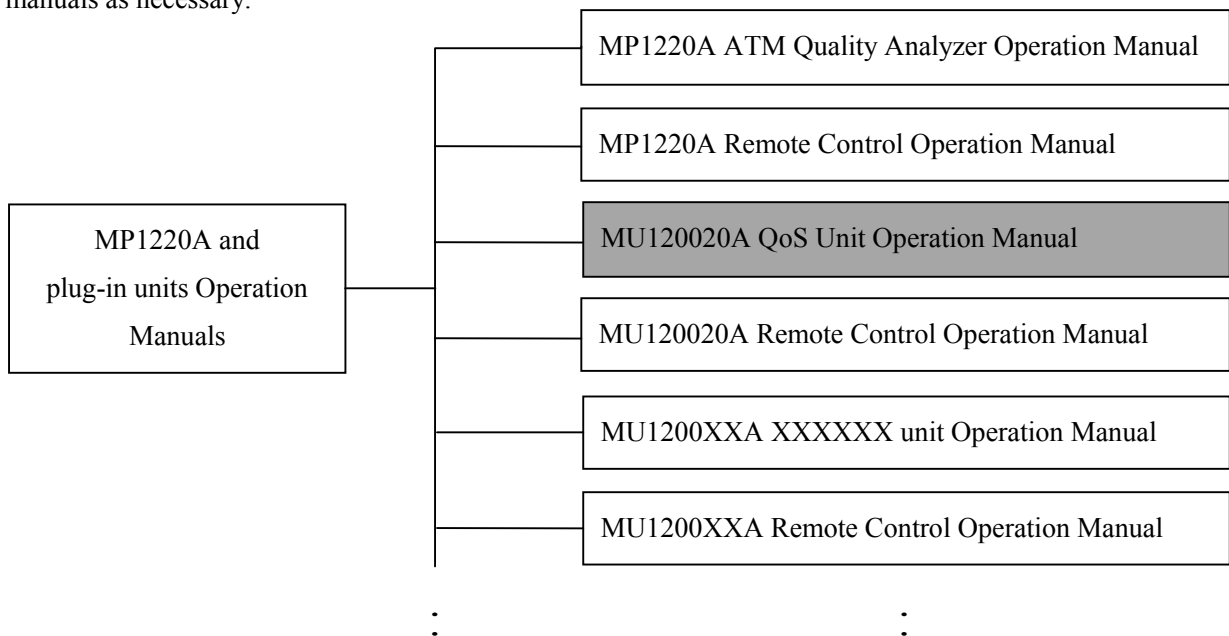 manuals as necessary.
MP1220A ATM Quality Analyzer Operation Manual
MP1220A Remote Control Operation Manual
MP1220A and
plug-in units Operation
Manuals
MU120020A QoS Unit Operation Manual
MU120020A Remote Control Operation Manual
MU1200XXA XXXXXX unit Operation Manual
MU1200XXA Remote Control Operation Manual